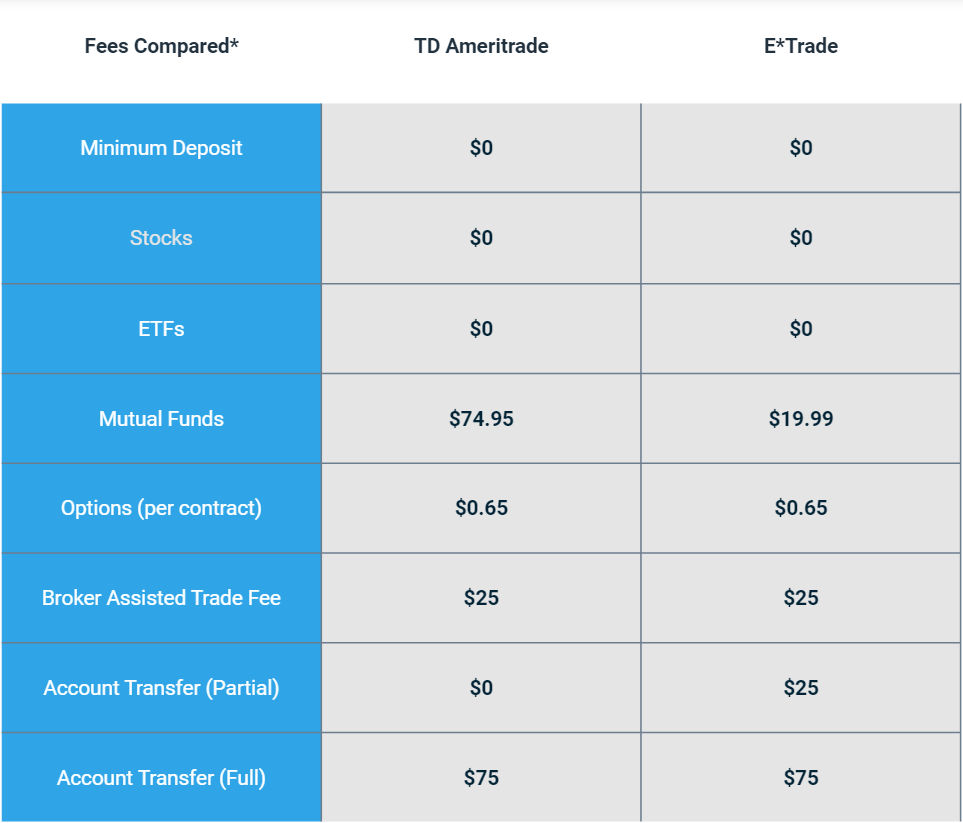 Fees Compared* TD Ameritrade E*Trade
Minimum Deposit $0 $0
Stocks $0 $0
ETFs $0 $0
Mutual Funds $74.95 $19.99
Options (per contract) $0.65 $0.65
Broker Assisted Trade Fee $25 $25
Account Transfer (Partial) $0 $25
Account Transfer (Full) $75 $75